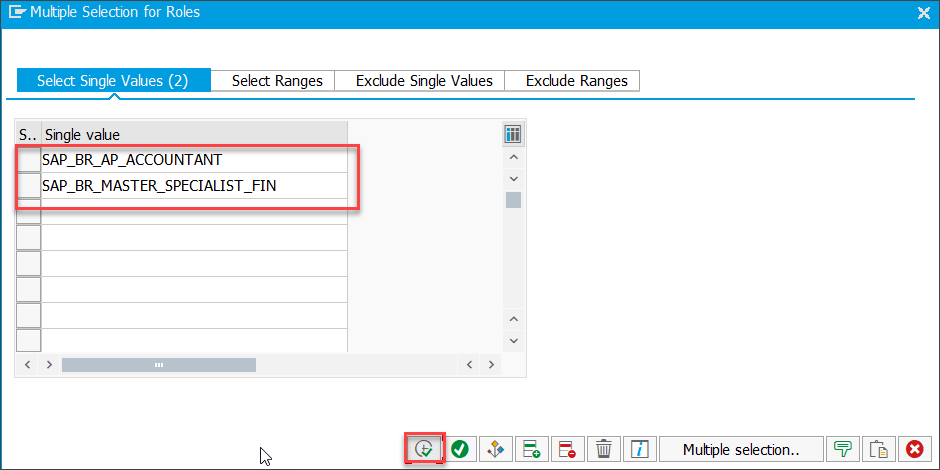 Multiple Selection for Roles
Select Single Values (2) Select Ranges Exclude Single Values Exclude Ranges
S.. Single value
SAP_BR_AP_ACCOUNTANT
SAP_BR_MASTER_SPECIALIST_FIN
Multiple selection..